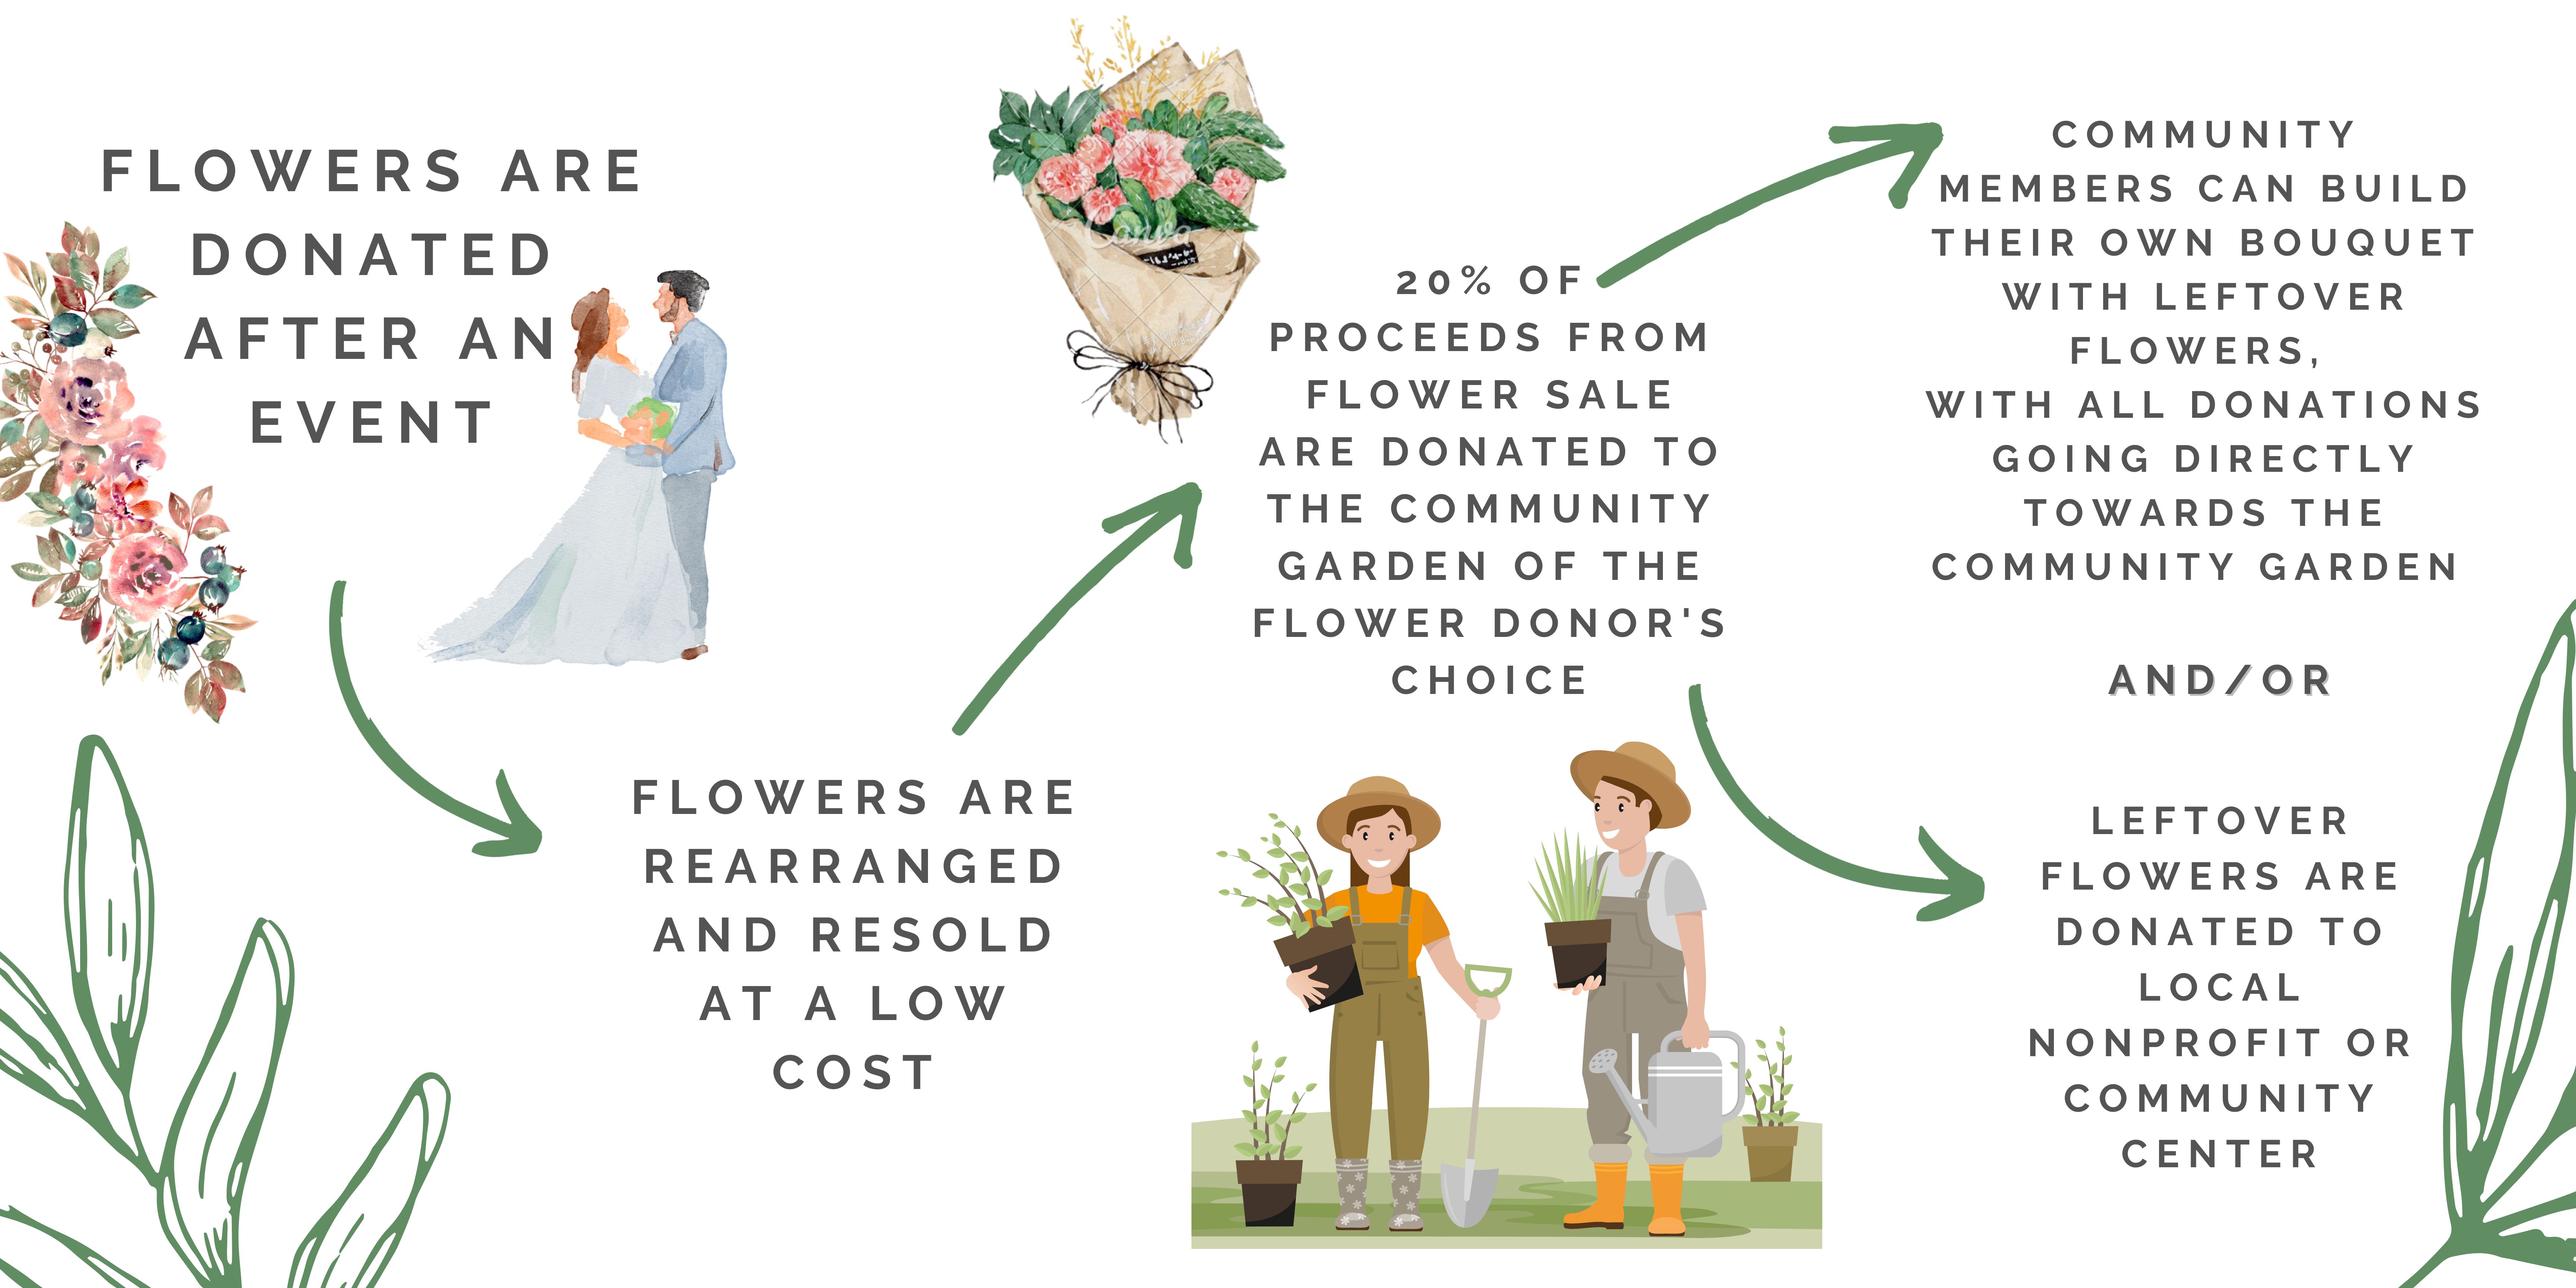 FLOWERS ARE
DONATED
AFTER AN
EVENT
FLOWERS ARE
REARRANGED
AND RESOLD
AT A LOW
COST
Canva
20% OF
PROCEEDS FROM
FLOWER SALE
ARE DONATED TO
THE COMMUNITY
GARDEN OF THE
FLOWER DONOR'S
CHOICE
COMMUNITY
MEMBERS CAN BUILD
THEIR OWN BOUQUET
WITH LEFTOVER
FLOWERS,
WITH ALL DONATIONS
GOING DIRECTLY
TOWARDS THE
COMMUNITY GARDEN
AND/OR
LEFTOVER
FLOWERS ARE
DONATED TO
LOCAL
NONPROFIT OR
COMMUNITY
CENTER